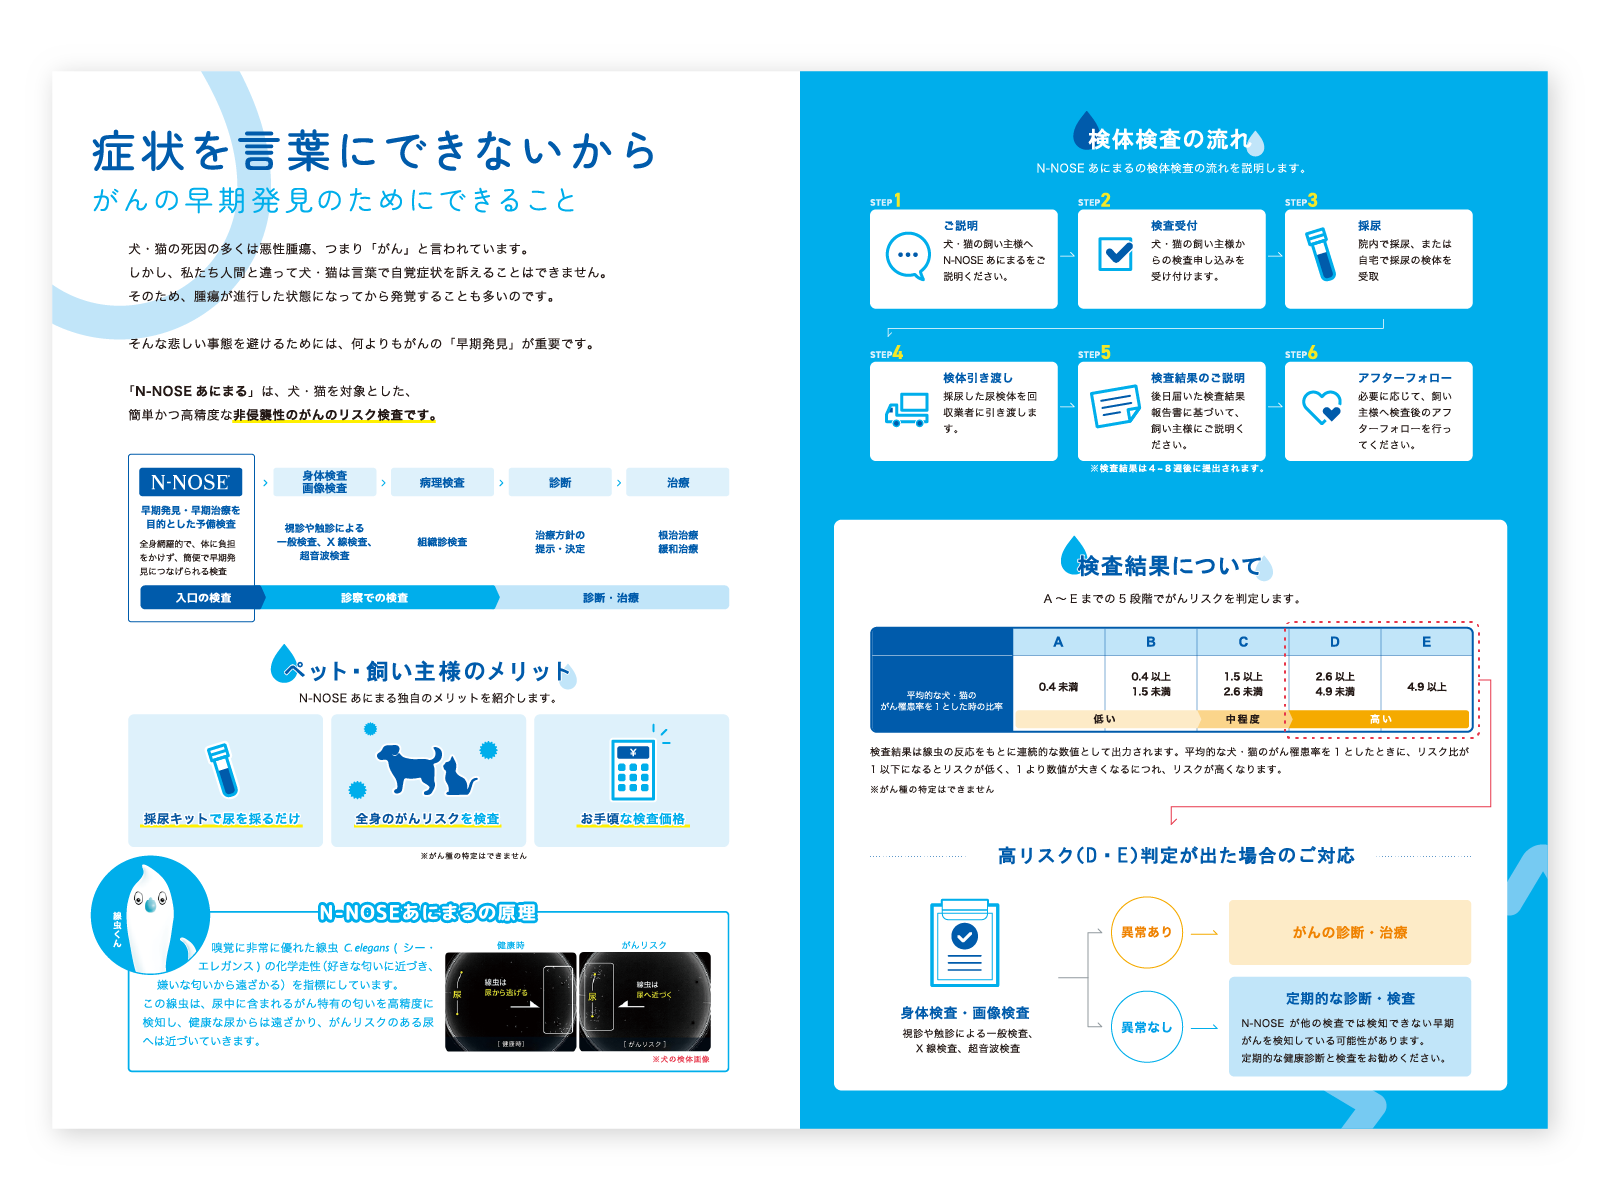 症状を言葉にできないから
がんの早期発見のためにできること
犬・猫の死因の多くは悪性腫瘍、つまり「がん」と言われています。
しかし、私たち人間と違って犬・猫は言葉で自覚症状を訴えることはできません。
そのため、腫瘍が進行した状態になってから発覚することも多いのです。
そんな悲しい事態を避けるためには、何よりもがんの「早期発見」が重要です。
「N-NOSE あにまる」は、犬・猫を対象とした、
簡単かつ高精度な非侵襲性のがんのリスク検査です。
N-NOSE
早期発見・早期治療を
目的とした予備検査
全身網羅的で、体に負担
をかけず、簡便で早期発
見につなげられる検査
身体検査
画像検査
視診や触診による
一般検査、X 線検査、
超音波検査
病理検査
組織診検査
診断
治療方針の
提示・決定
治療
根治治療
緩和治療
入口の検査
診察での検査
診断・治療
ペット・飼い主様のメリット
N-NOSE あにまる独自のメリットを紹介します。
採尿キットで尿を採るだけ
全身のがんリスクを検査
¥
お手頃な検査価格
※がん種の特定はできません
線虫くん
N-NOSEあにまるの原理
嗅覚に非常に優れた線虫 C.elegans ( シー・
エレガンス ) の化学走性（好きな匂いに近づき、
嫌いな匂いから遠ざかる）を指標にしています。
この線虫は、尿中に含まれるがん特有の匂いを高精度に
検知し、健康な尿からは遠ざかり、がんリスクのある尿
へは近づいていきます。
健康時
尿
線虫は
尿から逃げる
[ 健康時 ]
がんリスク
尿
線虫は
尿へ近づく
[ がんリスク ]
※犬の検体画像
検体検査の流れ
N-NOSE あにまるの検体検査の流れを説明します。
STEP 1
ご説明
犬・猫の飼い主様へ
N-NOSE あにまるをご
説明ください。
STEP 2
検査受付
犬・猫の飼い主様か
らの検査申し込みを
受け付けます。
STEP 3
採尿
院内で採尿、または
自宅で採尿の検体を
受取
STEP 4
検体引き渡し
採尿した尿検体を回
収業者に引き渡しま
す。
STEP 5
検査結果のご説明
後日届いた検査結果
報告書に基づいて、
飼い主様にご説明く
ださい。
STEP 6
アフターフォロー
必要に応じて、飼い
主様へ検査後のアフ
ターフォローを行っ
てください。
※検査結果は4～8週後に提出されます。
検査結果について
A ～ E までの 5 段階でがんリスクを判定します。
A B C D E
平均的な犬・猫の
がん罹患率を1とした時の比率
0.4 未満
0.4 以上
1.5 未満
1.5 以上
2.6 未満
2.6 以上
4.9 未満
4.9 以上
低い 中程度 高い
検査結果は線虫の反応をもとに連続的な数値として出力されます。平均的な犬・猫のがん罹患率を 1 としたときに、リスク比が
1 以下になるとリスクが低く、1 より数値が大きくなるにつれ、リスクが高くなります。
※がん種の特定はできません
高リスク（D・E）判定が出た場合のご対応
身体検査・画像検査
視診や触診による一般検査、
X 線検査、超音波検査
異常あり
がんの診断・治療
異常なし
定期的な診断・検査
N-NOSE が他の検査では検知できない早期
がんを検知している可能性があります。
定期的な健康診断と検査をお勧めください。